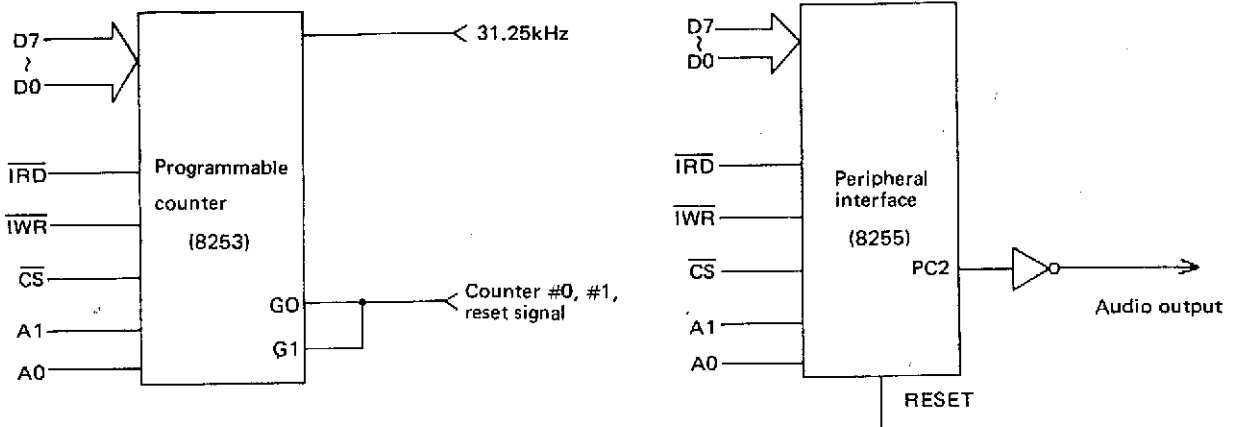 D7
~
D0
IRD
IWR
CS
A1
A0
Programmable
counter
(8253)
G0
G1
31.25kHz
Counter #0, #1,
reset signal
D7
~
D0
IRD
IWR
CS
A1
A0
Peripheral
interface
(8255)
PC2
RESET
Audio output